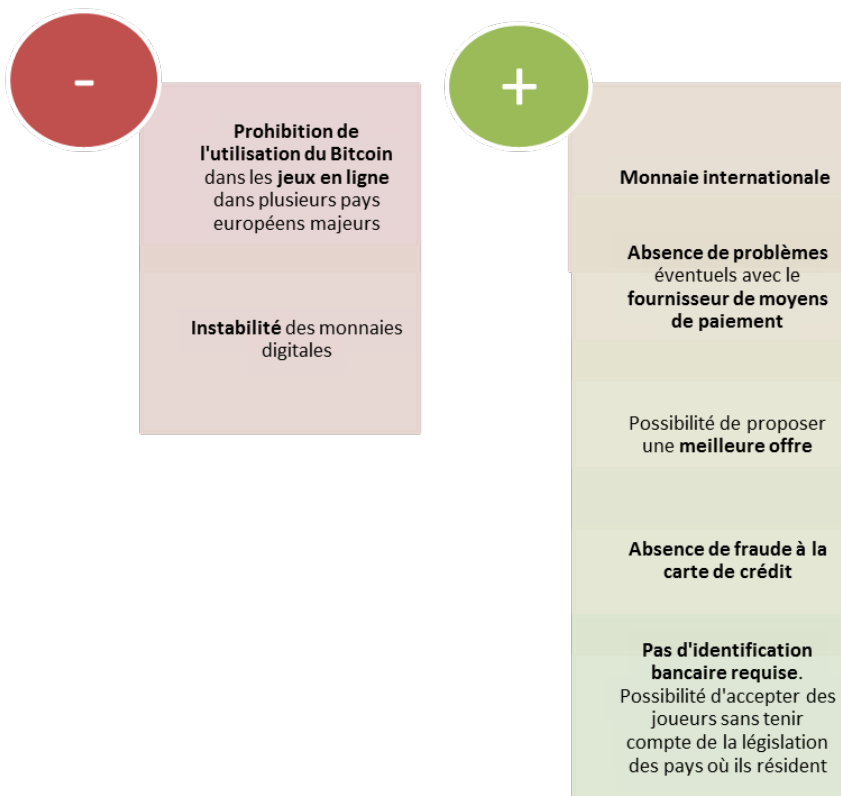 -
Prohibition de
l'utilisation du Bitcoin
dans les jeux en ligne
dans plusieurs pays
européens majeurs
Instabilité des monnaies
digitales
+
Monnaie internationale
Absence de problèmes
éventuels avec le
fournisseur de moyens
de paiement
Possibilité de proposer
une meilleure offre
Absence de fraude à la
carte de crédit
Pas d'identification
bancaire requise.
Possibilité d'accepter des
joueurs sans tenir
compte de la législation
des pays où ils résident